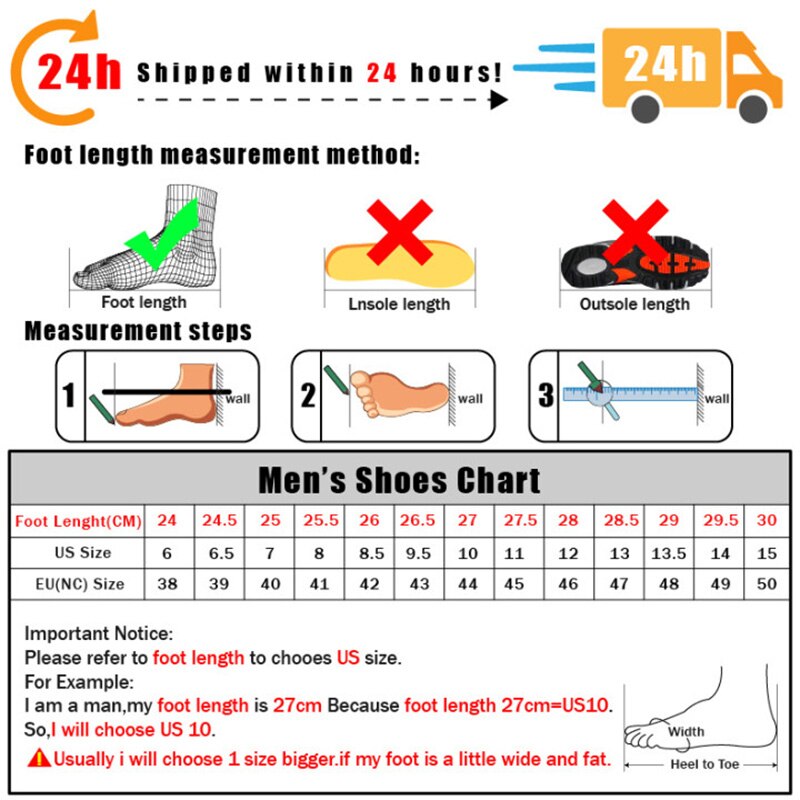 24h Shipped within 24 hours! 24h
Foot length measurement method:
Foot length Lnsole length Outsole length
Measurement steps
1 wall 2 wall 3 wall
Men's Shoes Chart
Foot Lenght(CM) 24 24.5 25 25.5 26 26.5 27 27.5 28 28.5 29 29.5 30
US Size 6 6.5 7 8 8.5 9.5 10 11 12 13 13.5 14 15
EU(NC) Size 38 39 40 41 42 43 44 45 46 47 48 49 50
Important Notice:
Please refer to foot length to chooes US size.
For Example:
I am a man,my foot length is 27cm Because foot length 27cm=US10.
So,I will choose US 10.
Usually i will choose 1 size bigger.if my foot is a little wide and fat.
Width
Heel to Toe